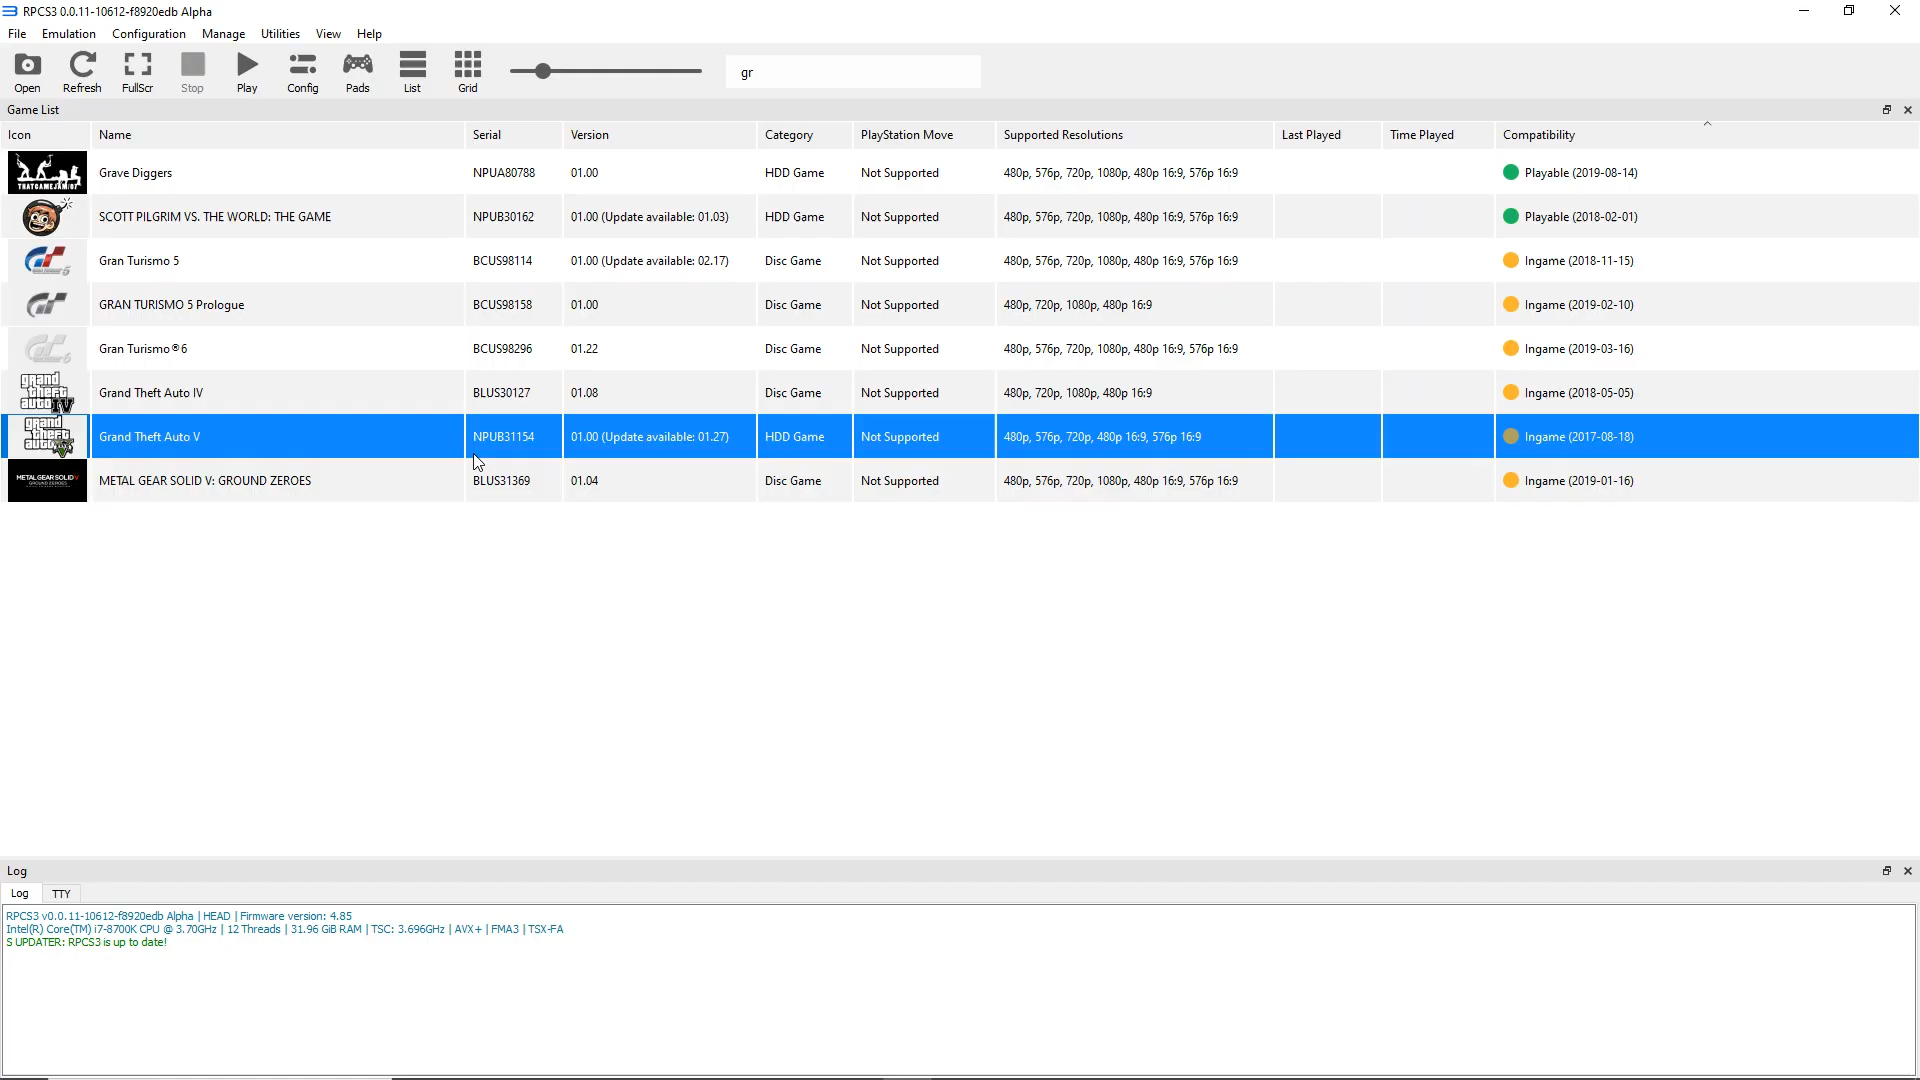 RPCS3 0.0.11-10612-f8920edb Alpha
File Emulation Configuration Manage Utilities View Help
Open Refresh FullScr Stop Play Config Pads List Grid
gr
Game List
Icon Name Serial Version Category PlayStation Move Supported Resolutions Last Played Time Played Compatibility
THATGAMEJAM/07 Grave Diggers NPUA80788 01.00 HDD Game Not Supported 480p, 576p, 720p, 1080p, 480p 16:9, 576p 16:9 Playable (2019-08-14)
SCOTT PILGRIM VS. THE WORLD: THE GAME NPUB30162 01.00 (Update available: 01.03) HDD Game Not Supported 480p, 576p, 720p, 1080p, 480p 16:9, 576p 16:9 Playable (2018-02-01)
Gran Turismo 5 BCUS98114 01.00 (Update available: 02.17) Disc Game Not Supported 480p, 576p, 720p, 1080p, 480p 16:9, 576p 16:9 Ingame (2018-11-15)
GRAN TURISMO 5 Prologue BCUS98158 01.00 Disc Game Not Supported 480p, 720p, 1080p, 480p 16:9 Ingame (2019-02-10)
Gran Turismo®6 BCUS98296 01.22 Disc Game Not Supported 480p, 576p, 720p, 1080p, 480p 16:9, 576p 16:9 Ingame (2019-03-16)
grand theft auto IV Grand Theft Auto IV BLUS30127 01.08 Disc Game Not Supported 480p, 720p, 1080p, 480p 16:9 Ingame (2018-05-05)
grand theft auto V Grand Theft Auto V NPUB31154 01.00 (Update available: 01.27) HDD Game Not Supported 480p, 576p, 720p, 480p 16:9, 576p 16:9 Ingame (2017-08-18)
METAL GEAR SOLID V GROUND ZEROES METAL GEAR SOLID V: GROUND ZEROES BLUS31369 01.04 Disc Game Not Supported 480p, 576p, 720p, 1080p, 480p 16:9, 576p 16:9 Ingame (2019-01-16)
Log
Log TTY
RPCS3 v0.0.11-10612-f8920edb Alpha | HEAD | Firmware version: 4.85
Intel(R) Core(TM) i7-8700K CPU @ 3.70GHz | 12 Threads | 31.96 GiB RAM | TSC: 3.696GHz | AVX+ | FMA3 | TSX-FA
S UPDATER: RPCS3 is up to date!